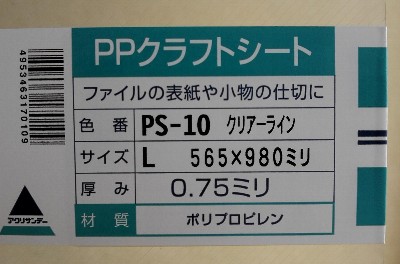 PPクラフトシート
ファイルの表紙や小物の仕切に
色番 PS-10 クリアーライン
サイズ L 565×980ミリ
厚み 0.75ミリ
材質 ポリプロピレン
4953463170109
アクリサンデー